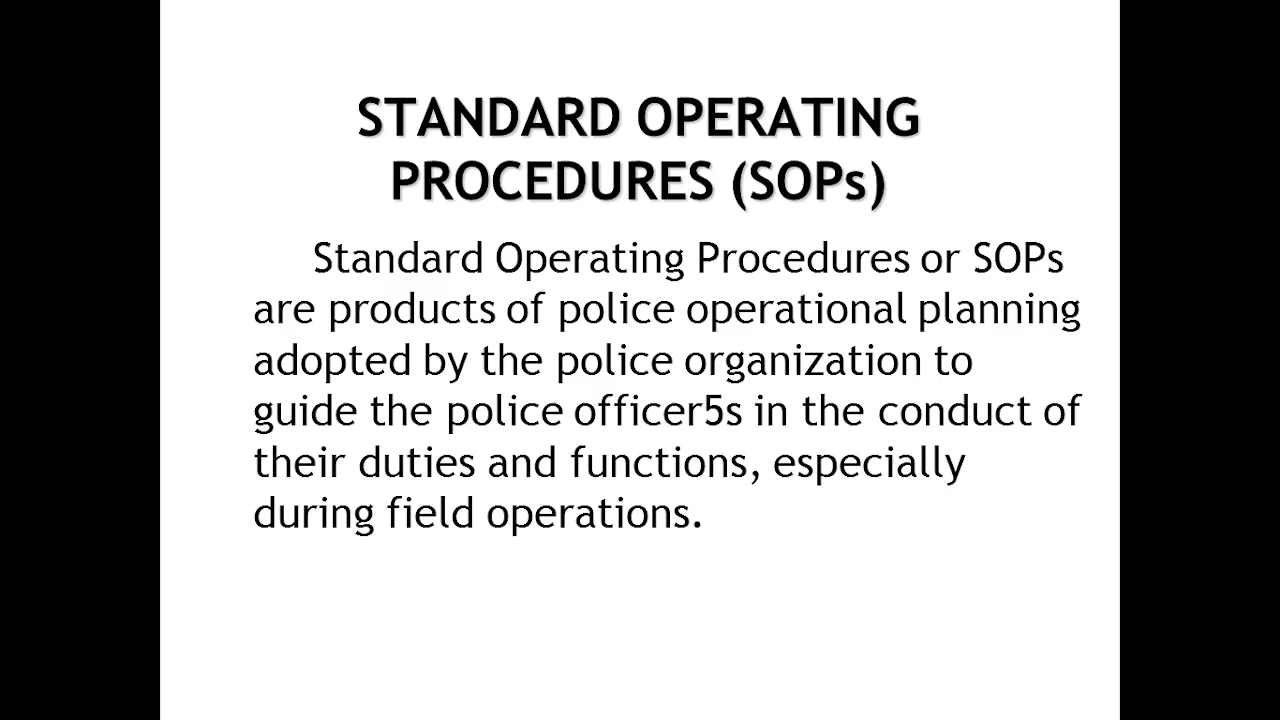 STANDARD OPERATING
PROCEDURES (SOPs)
Standard Operating Procedures or SOPs
are products of police operational planning
adopted by the police organization to
guide the police officer5s in the conduct of
their duties and functions, especially
during field operations.